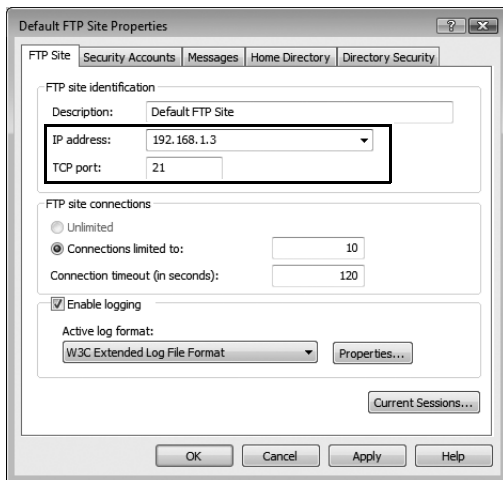 Default FTP Site Properties
?
FTP Site Security Accounts Messages Home Directory Directory Security
FTP site identification
Description: Default FTP Site
IP address: 192.168.1.3
TCP port: 21
FTP site connections
Unlimited
Connections limited to: 10
Connection timeout (in seconds): 120
Enable logging
Active log format:
W3C Extended Log File Format Properties...
Current Sessions...
OK Cancel Apply Help